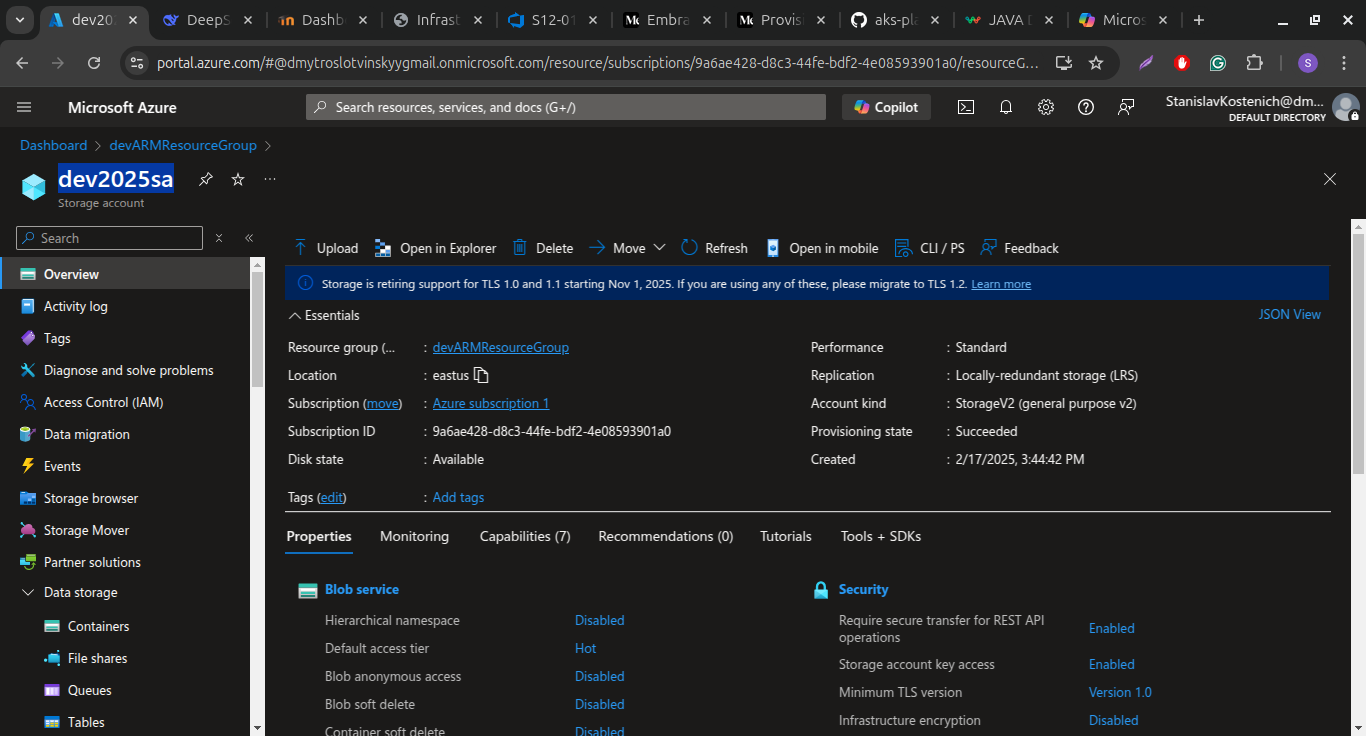 dev20
DeepS
Dashb
Infrast
S12-01
Embra
Provisi
aks-pla
JAVA D
Micros
portal.azure.com/#@dmytroslotvinskyygmail.onmicrosoft.com/resource/subscriptions/9a6ae428-d8c3-44fe-bdf2-4e08593901a0/resourceG...
S
Microsoft Azure
Search resources, services, and docs (G+/)
Copilot
StanislavKostenich@dm...
DEFAULT DIRECTORY
Dashboard > devARMResourceGroup >
dev2025sa
Storage account
Search
Overview
Activity log
Tags
Diagnose and solve problems
Access Control (IAM)
Data migration
Events
Storage browser
Storage Mover
Partner solutions
Data storage
Containers
File shares
Queues
Tables
Upload Open in Explorer Delete Move Refresh Open in mobile CLI / PS Feedback
Storage is retiring support for TLS 1.0 and 1.1 starting Nov 1, 2025. If you are using any of these, please migrate to TLS 1.2. Learn more
Essentials
JSON View
Resource group (... : devARMResourceGroup
Location : eastus
Subscription (move) : Azure subscription 1
Subscription ID : 9a6ae428-d8c3-44fe-bdf2-4e08593901a0
Disk state : Available
Performance : Standard
Replication : Locally-redundant storage (LRS)
Account kind : StorageV2 (general purpose v2)
Provisioning state : Succeeded
Created : 2/17/2025, 3:44:42 PM
Tags (edit) : Add tags
Properties Monitoring Capabilities (7) Recommendations (0) Tutorials Tools + SDKs
Blob service
Hierarchical namespace Disabled
Default access tier Hot
Blob anonymous access Disabled
Blob soft delete Disabled
Container soft delete Disabled
Security
Require secure transfer for REST API
operations Enabled
Storage account key access Enabled
Minimum TLS version Version 1.0
Infrastructure encryption Disabled